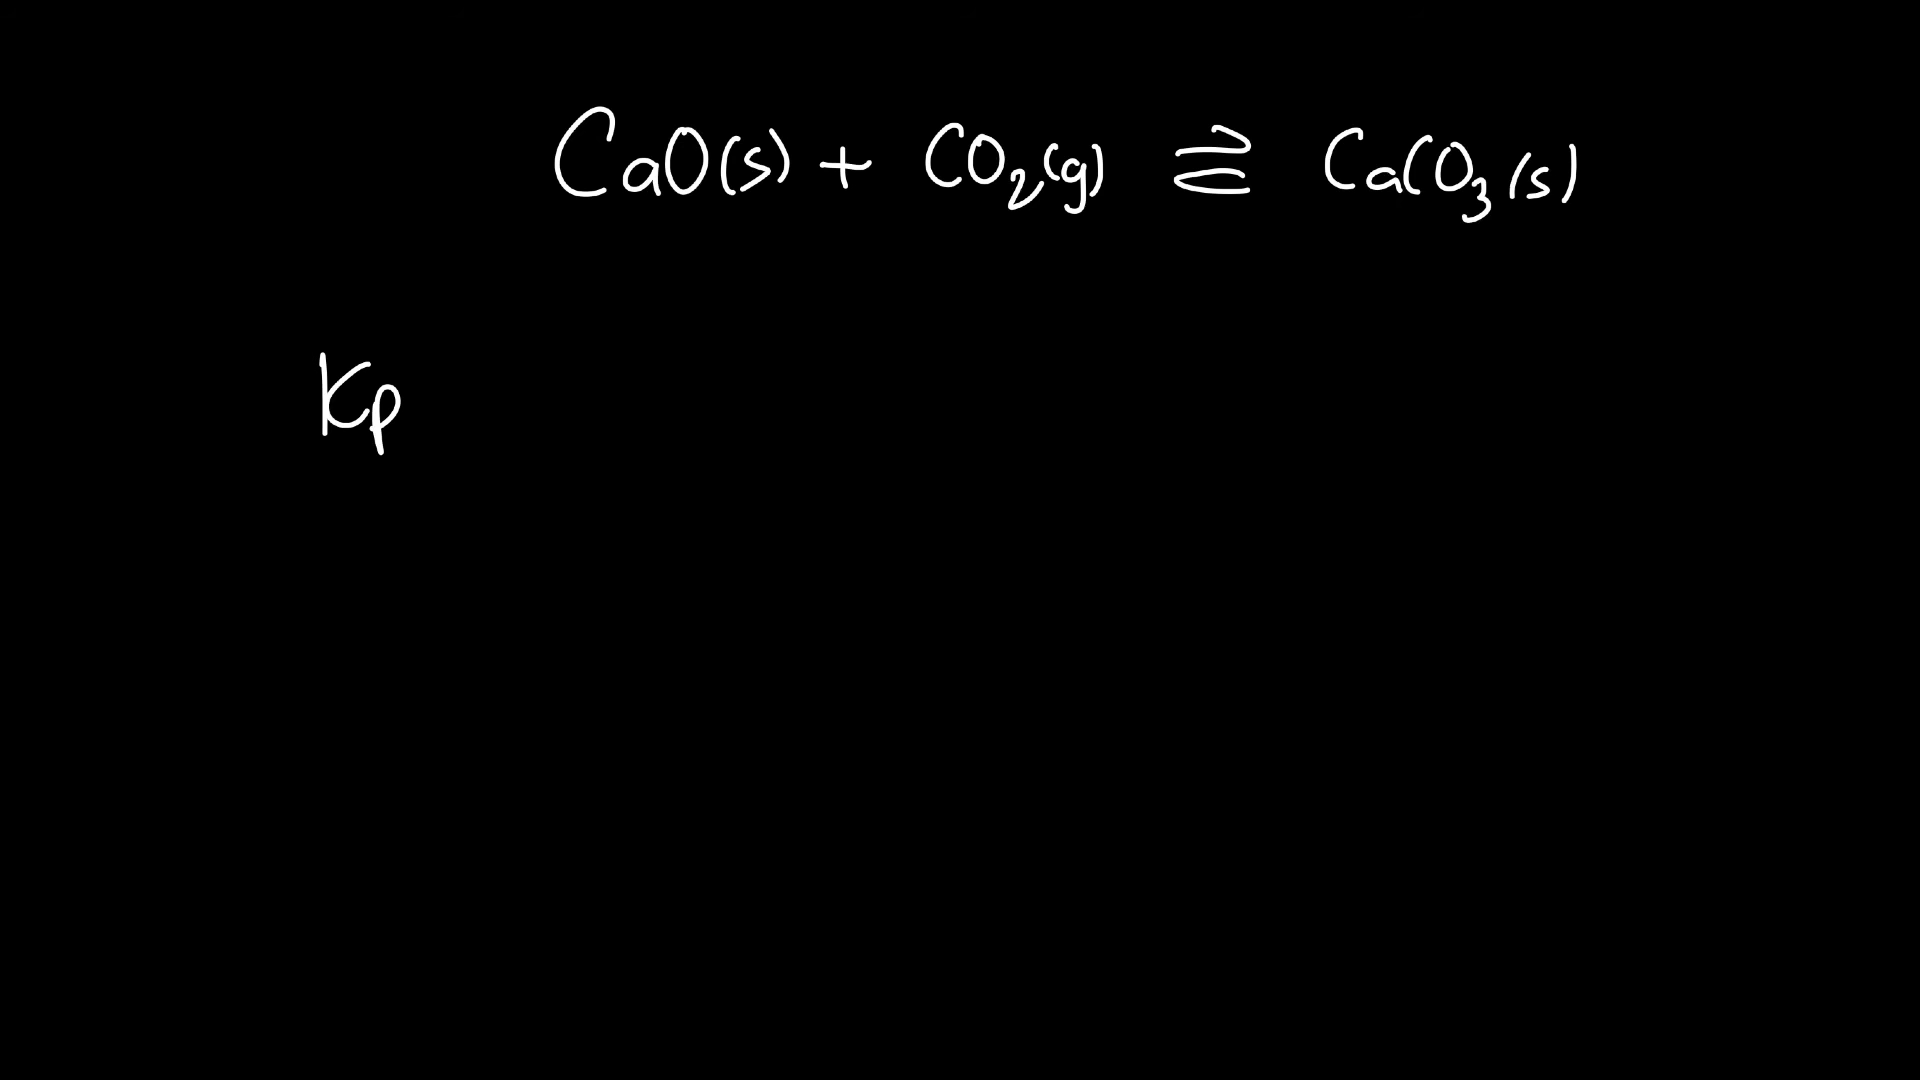 CaO(s) + CO₂(g) ⇌ CaCO₃(s)
Kp